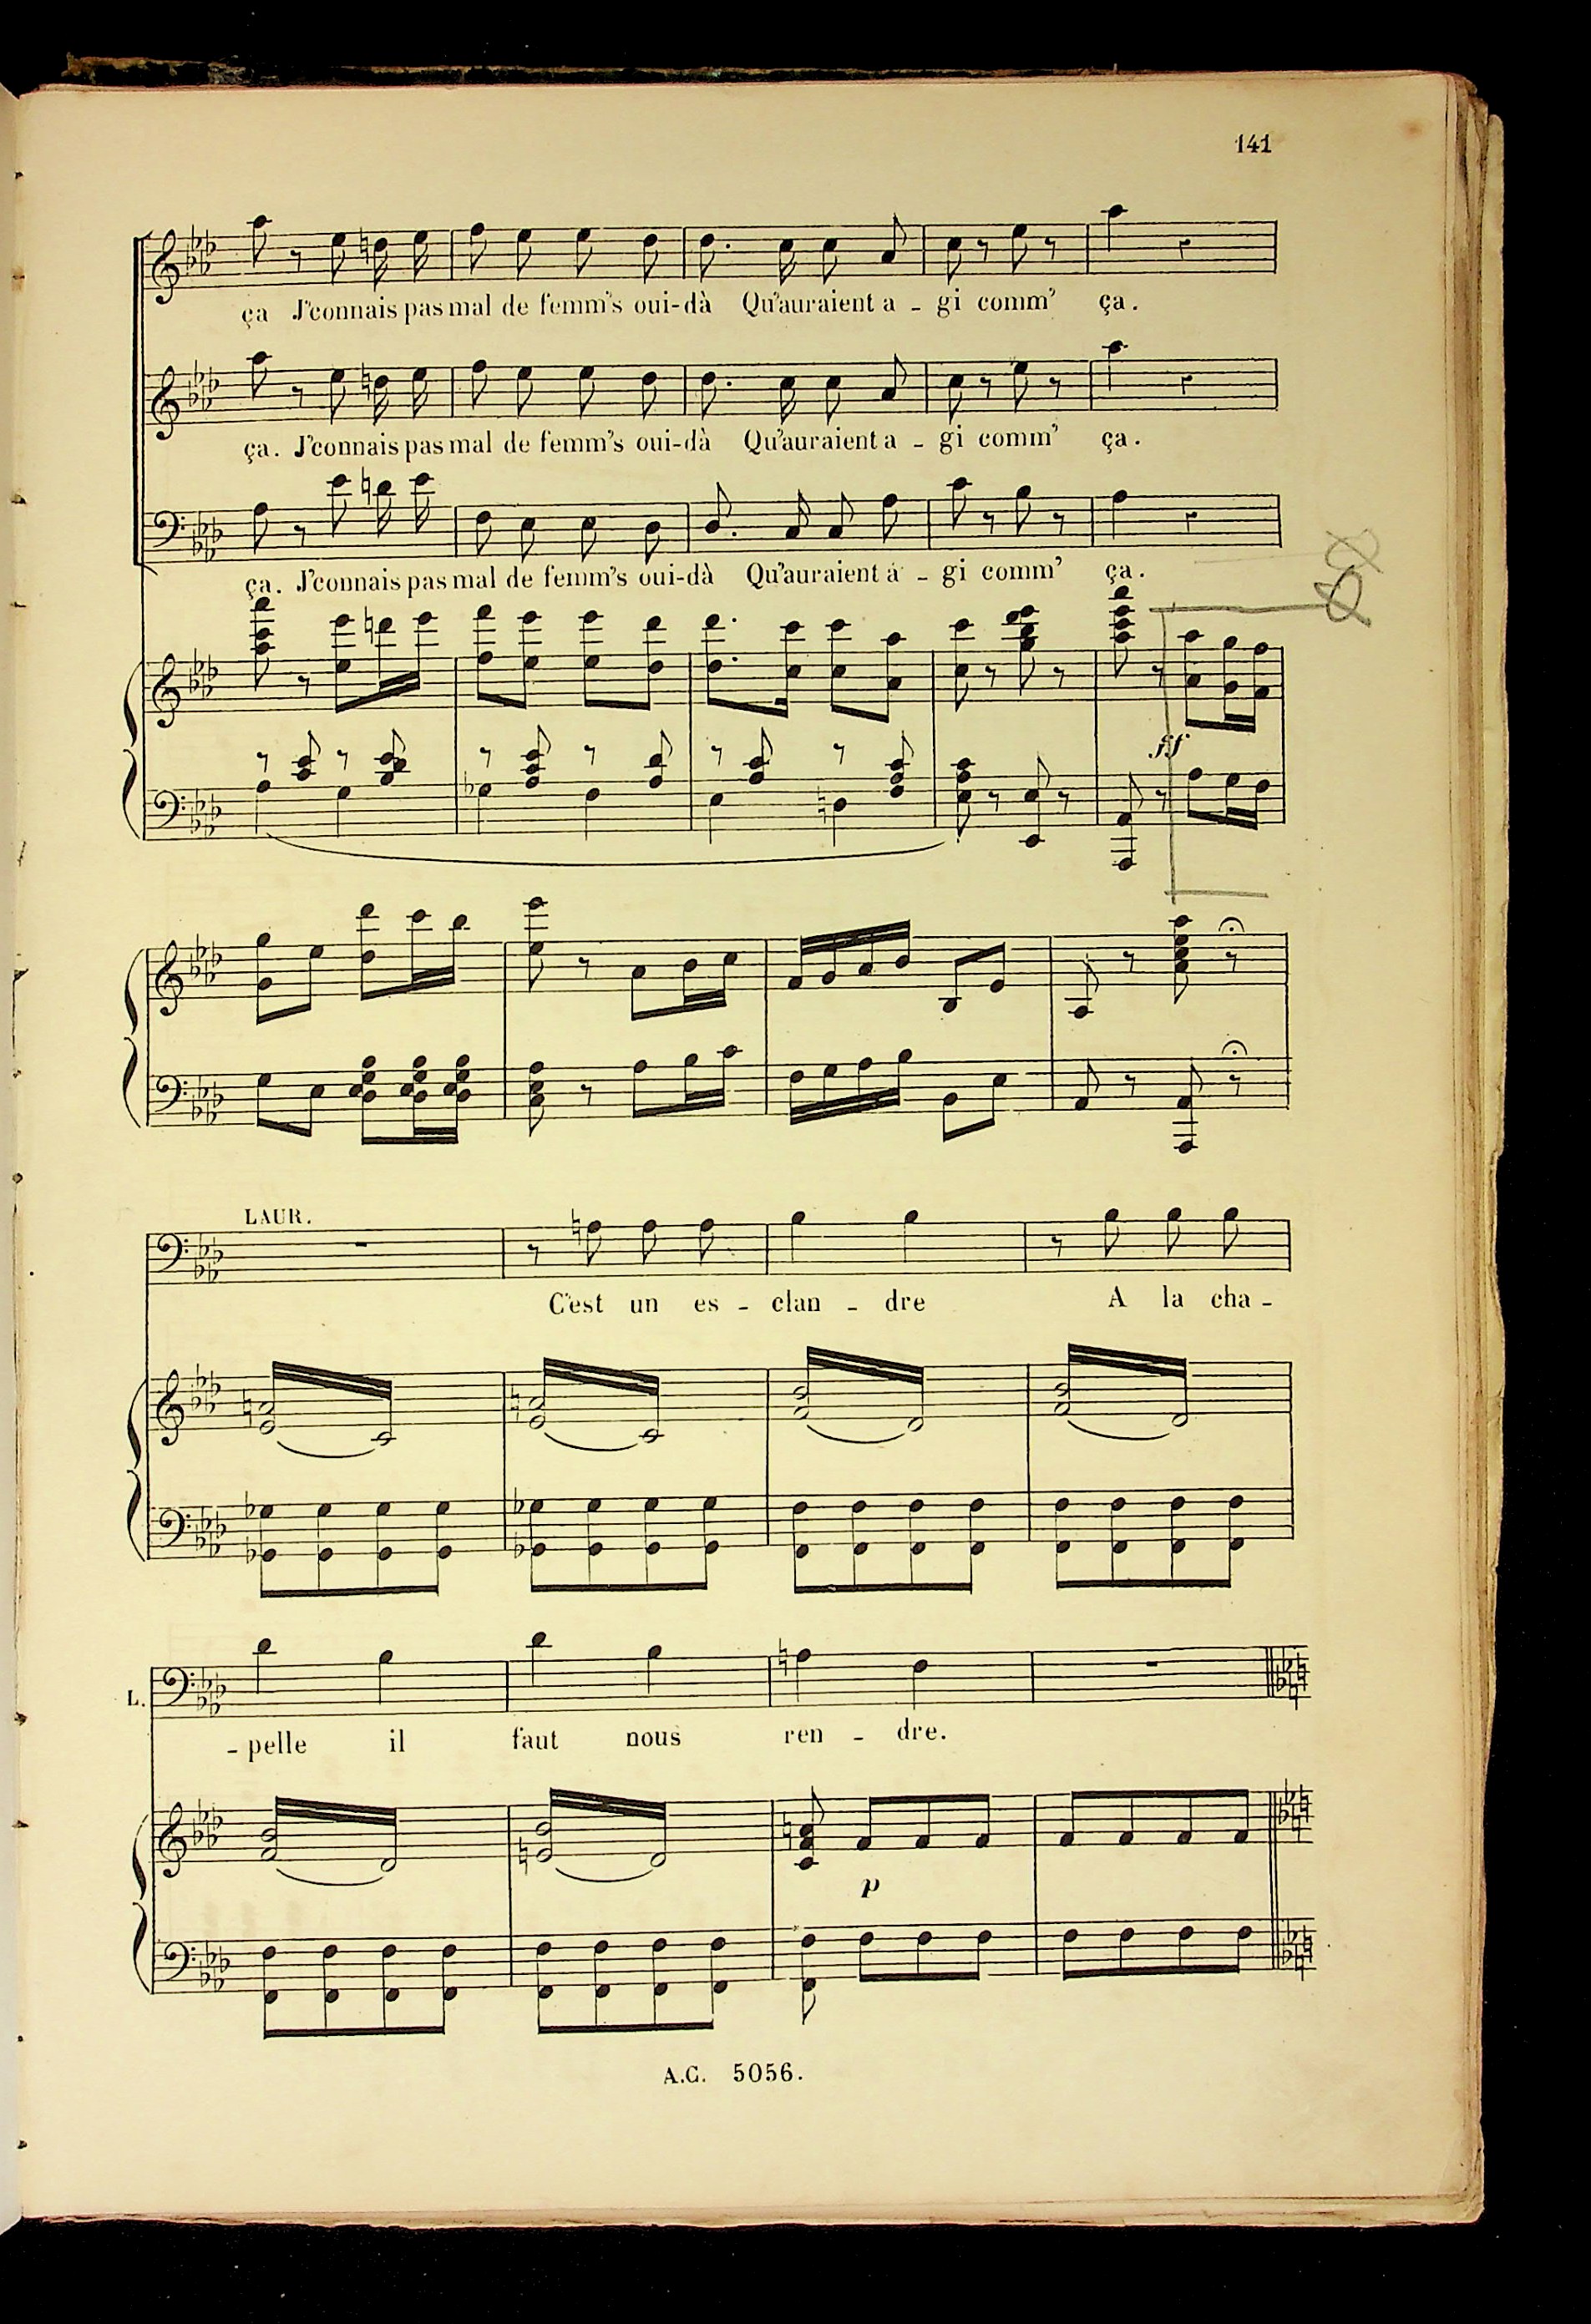 141
ça J'connais pas mal de femm's oui-dà Qu'auraient a - gi comm' ça.
ça. J'connais pas mal de femm's oui-dà Qu'auraient a - gi comm' ça.
ça. J'connais pas mal de femm's oui-dà Qu'auraient a - gi comm' ça.
ff
LAUR.
C'est un es - clan - dre A la cha -
L.
- pelle il faut nous ren - dre.
p
A.C. 5056.